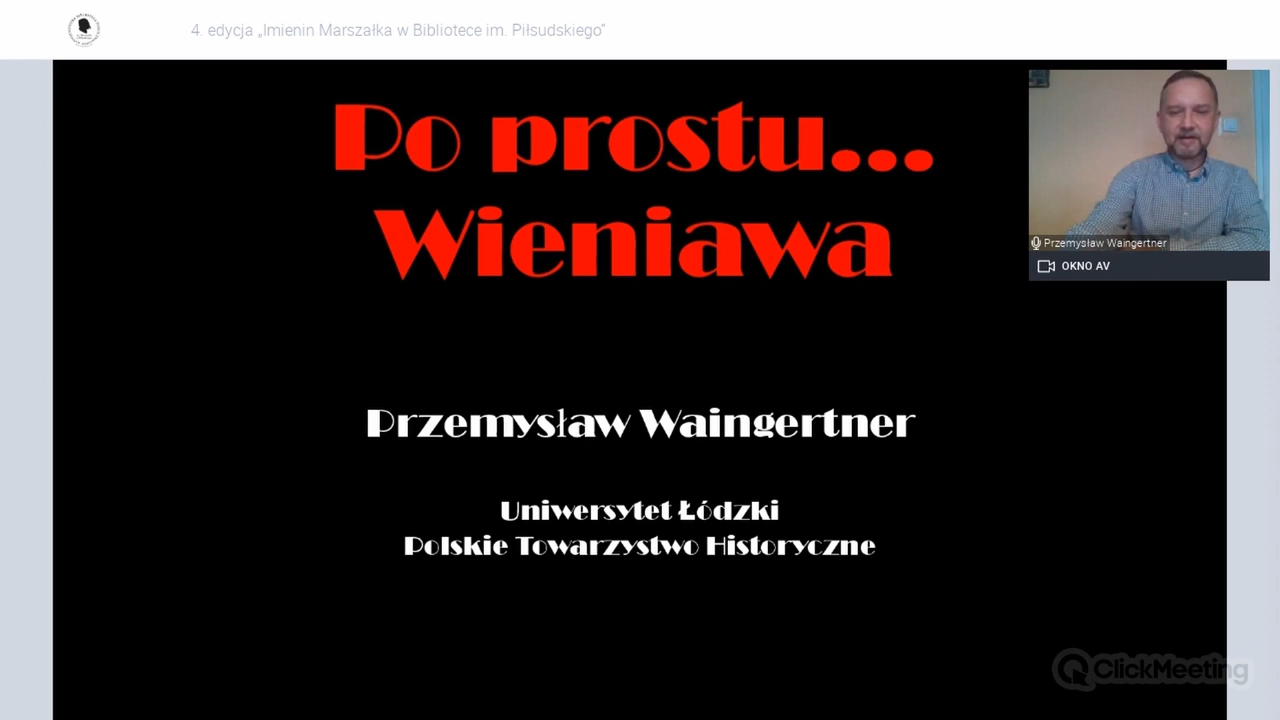 4. edycja „Imienin Marszałka w Bibliotece im. Piłsudskiego”
Po prostu...
Wieniawa
Przemysław Waingertner
OKNO AV
Przemysław Waingertner
Uniwersytet Łódzki
Polskie Towarzystwo Historyczne
ClickMeeting